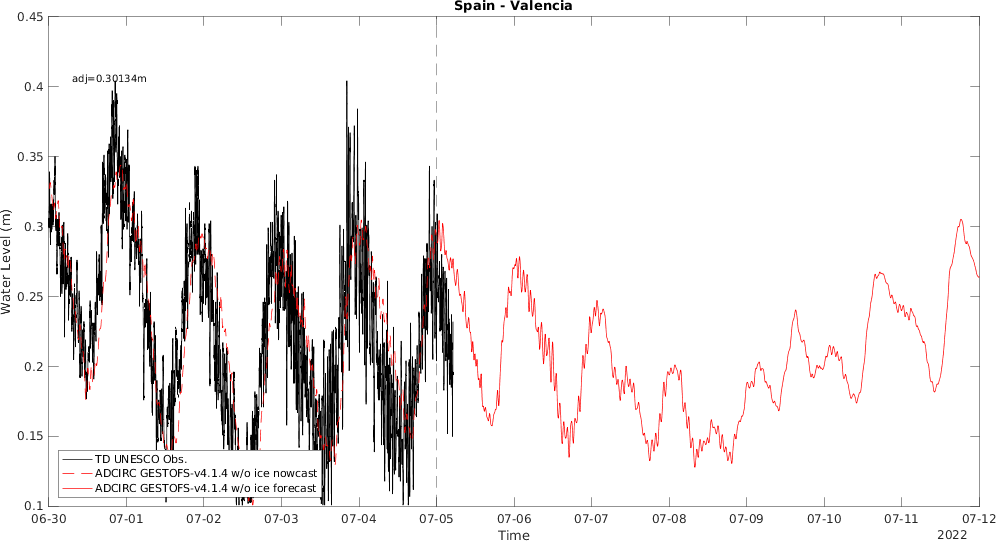 Spain - Valencia
0.45
0.4
0.35
0.3
0.25
0.2
0.15
0.1
Water Level (m)
adj=0.30134m
TD UNESCO Obs.
ADCIRC GESTOFS-v4.1.4 w/o ice nowcast
ADCIRC GESTOFS-v4.1.4 w/o ice forecast
06-30 07-01 07-02 07-03 07-04 07-05 07-06 07-07 07-08 07-09 07-10 07-11 07-12
Time
2022